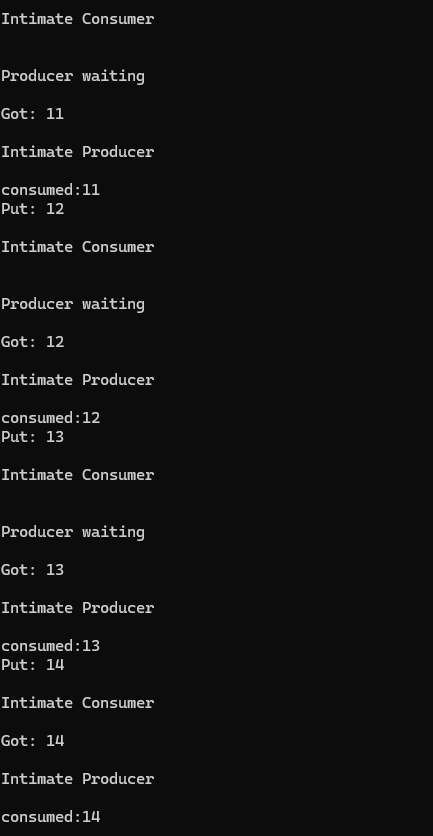 Intimate Consumer
Producer waiting
Got: 11
Intimate Producer
consumed:11
Put: 12
Intimate Consumer
Producer waiting
Got: 12
Intimate Producer
consumed:12
Put: 13
Intimate Consumer
Producer waiting
Got: 13
Intimate Producer
consumed:13
Put: 14
Intimate Consumer
Got: 14
Intimate Producer
consumed:14